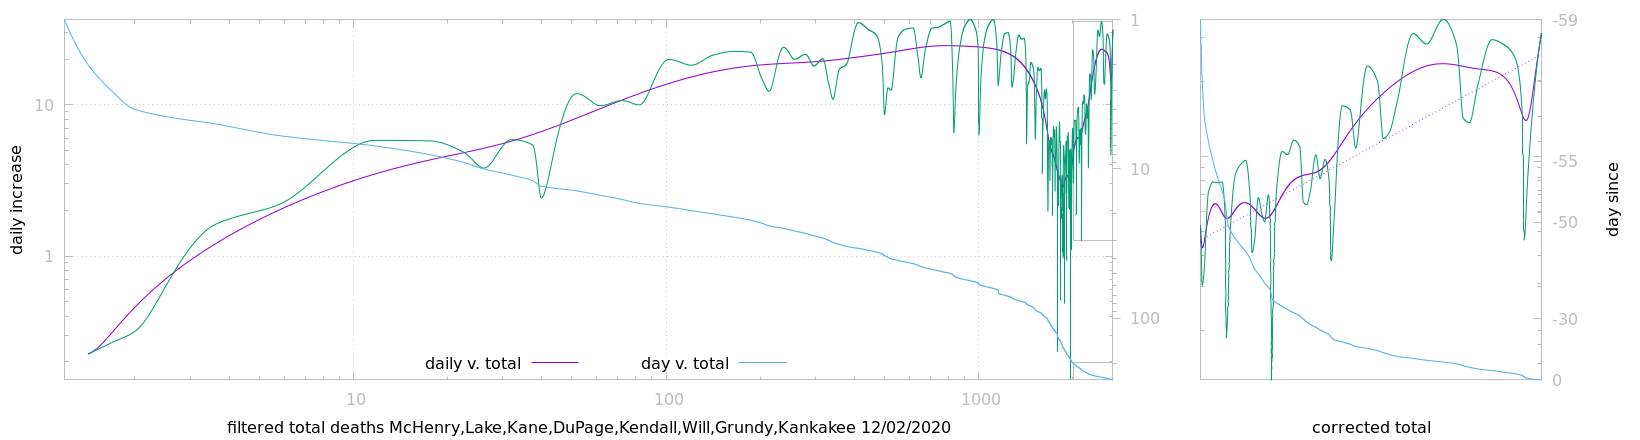 daily increase
10
1
1
10
100
daily v. total
day v. total
10
100
1000
filtered total deaths McHenry,Lake,Kane,DuPage,Kendall,Will,Grundy,Kankakee 12/02/2020
-59
-55
-50
-30
0
day since
corrected total